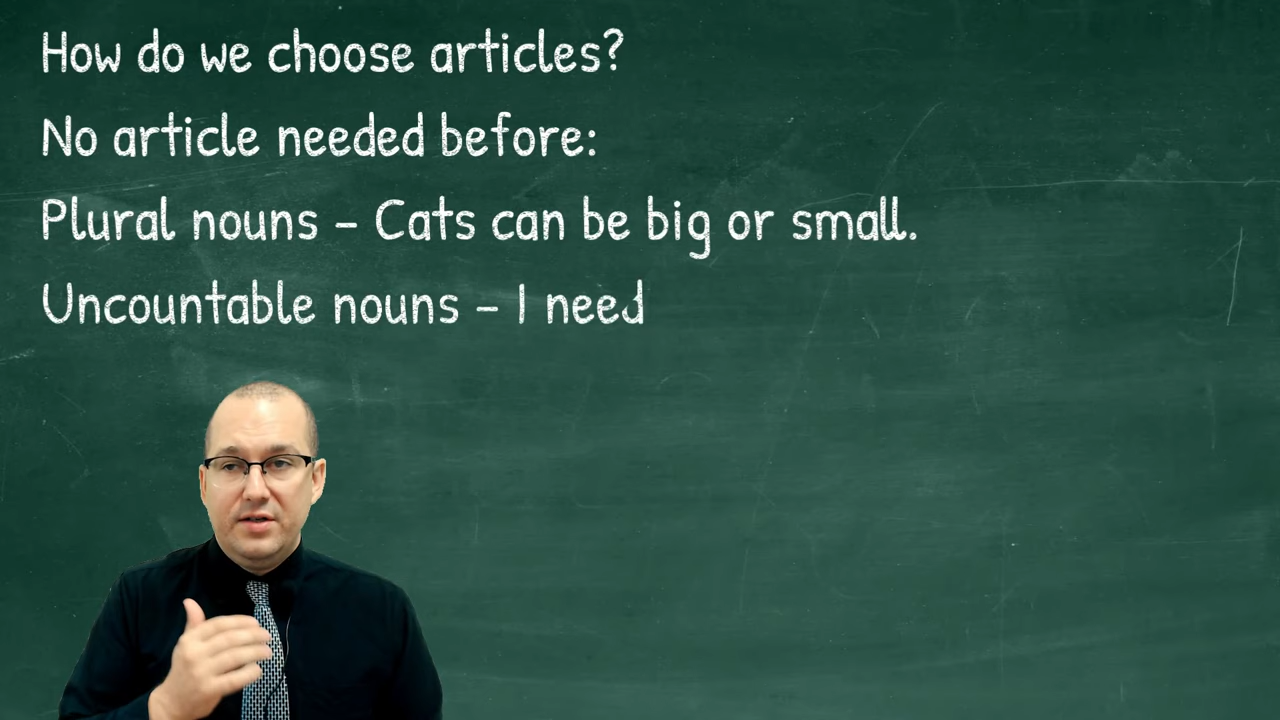 How do we choose articles?
No article needed before:
Plural nouns – Cats can be big or small.
Uncountable nouns – I need